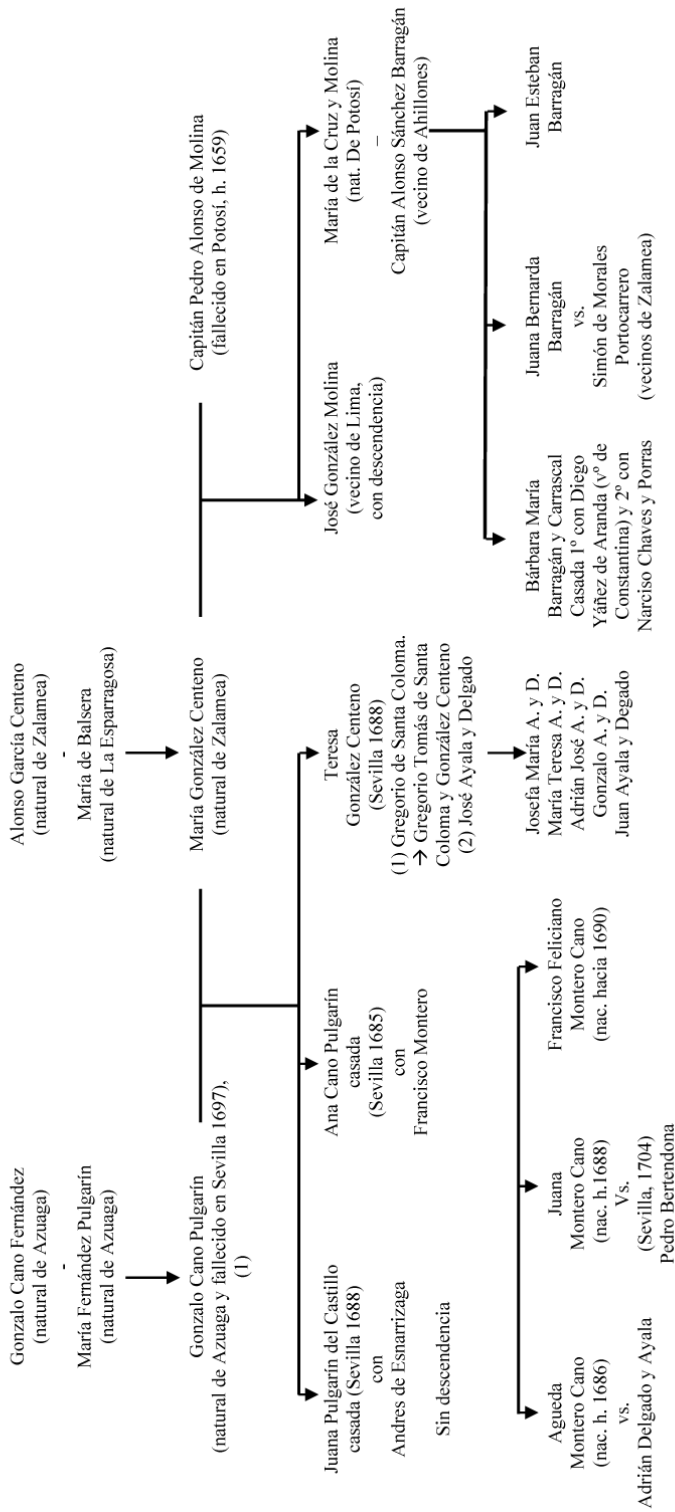 Gonzalo Cano Fernández
(natural de Azuaga)
-
María Fernández Pulgarín
(natural de Azuaga)
Alonso García Centeno
(natural de Zalamea)
-
María de Balsera
(natural de La Esparragosa)
Gonzalo Cano Pulgarín
(natural de Azuaga y fallecido en Sevilla 1697),
(1)
María González Centeno
(natural de Zalamea)
Capitán Pedro Alonso de Molina
(fallecido en Potosí, h. 1659)
Juana Pulgarín del Castillo
casada (Sevilla 1688)
con
Andres de Esnarrizaga
Sin descendencia
Ana Cano Pulgarín
casada
(Sevilla 1685)
con
Francisco Montero
Teresa
González Centeno
(Sevilla 1688)
(1) Gregorio de Santa Coloma.
→ Gregorio Tomás de Santa
Coloma y González Centeno
(2) José Ayala y Delgado
José González Molina
(vecino de Lima,
con descendencia)
María de la Cruz y Molina
(nat. De Potosí)
–
Capitán Alonso Sánchez Barragán
(vecino de Ahillones)
Agueda
Montero Cano
(nac. h. 1686)
vs.
Adrián Delgado y Ayala
Juana
Montero Cano
(nac. h.1688)
Vs.
(Sevilla, 1704)
Pedro Bertendona
Francisco Feliciano
Montero Cano
(nac. hacia 1690)
Josefa María A. y D.
María Teresa A. y D.
Adrián José A. y D.
Gonzalo A. y D.
Juan Ayala y Degado
Bárbara María
Barragán y Carrascal
Casada 1º con Diego
Yáñez de Aranda (vº de
Constantina) y 2º con
Narciso Chaves y Porras
Juana Bernarda
Barragán
vs.
Simón de Morales
Portocarrero
(vecinos de Zalamea)
Juan Esteban
Barragán